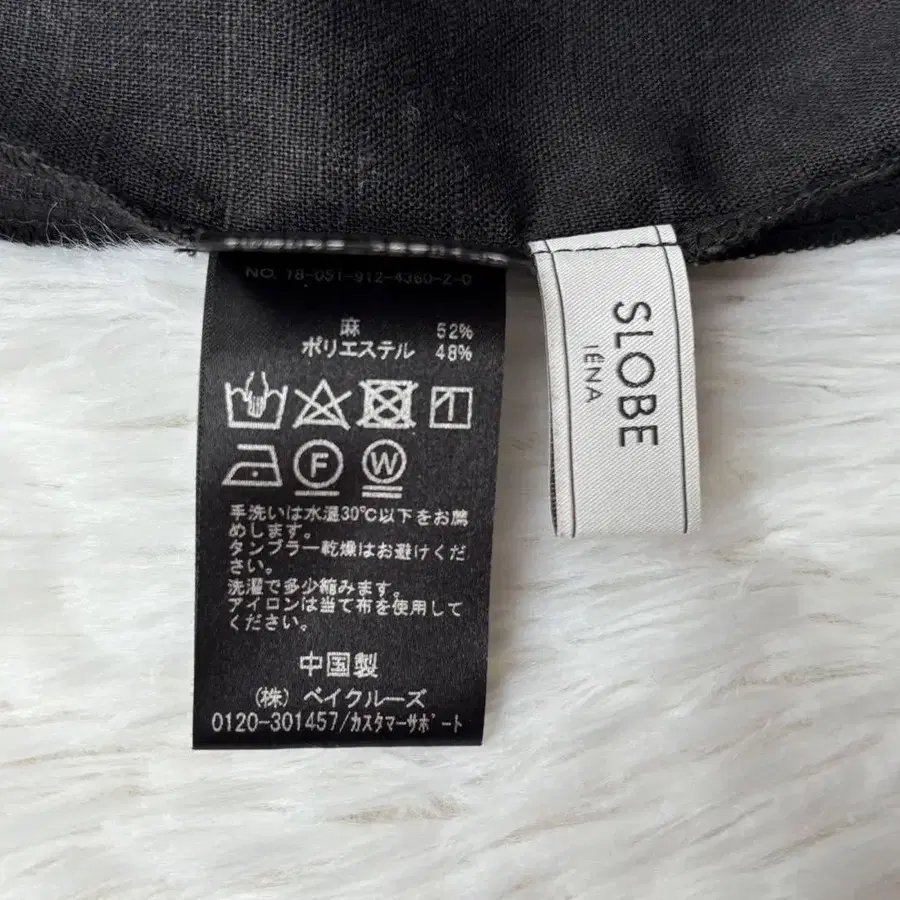 NO. 18-051-912-4360-2-0
麻 52%
ポリエステル 48%
F W
手洗いは水温30℃以下をお薦
めします。
タンブラー乾燥はお避けくだ
さい。
洗濯で多少縮みます。
アイロンは当て布を使用して
ください。
中国製
(株) ベイクルーズ
0120-301457/カスタマーサポート
SLOBE
IÉNA